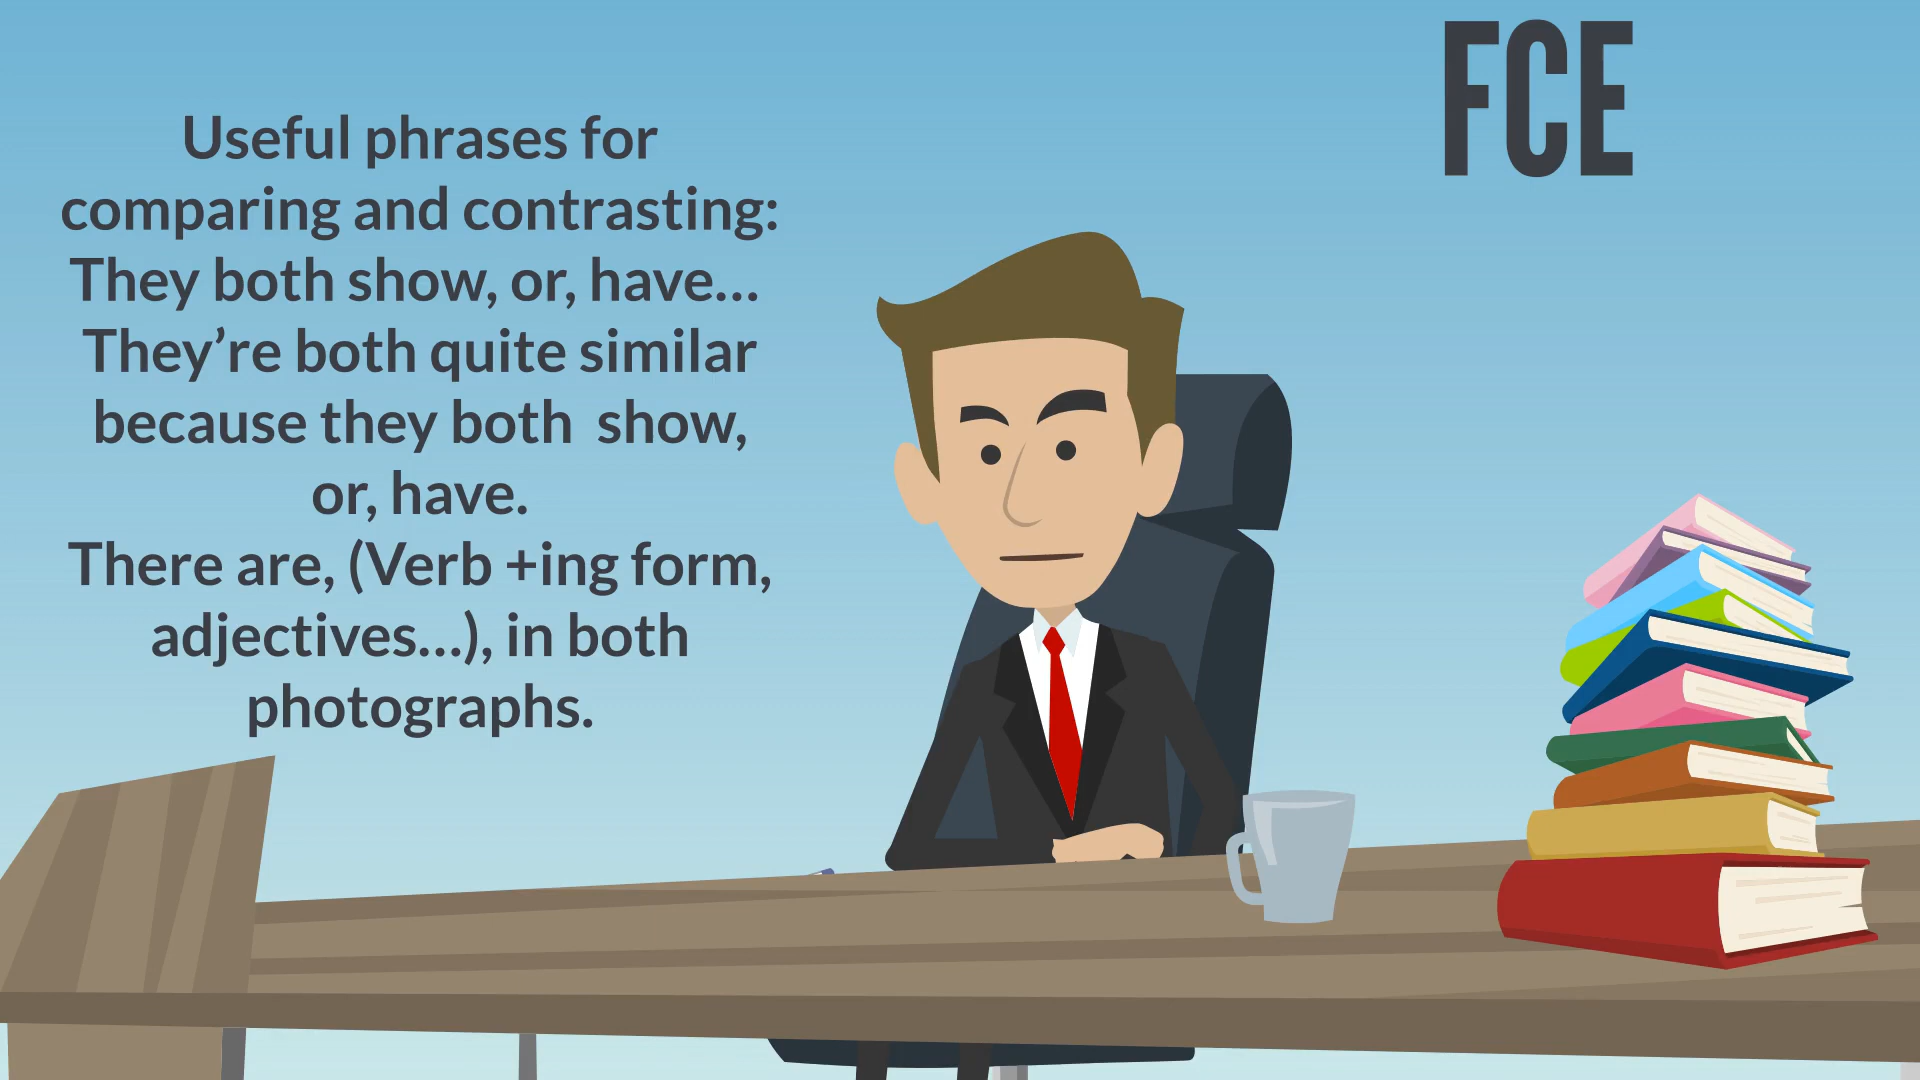 FCE
Useful phrases for
comparing and contrasting:
They both show, or, have...
They’re both quite similar
because they both  show,
or, have.
There are, (Verb +ing form,
adjectives...), in both
photographs.